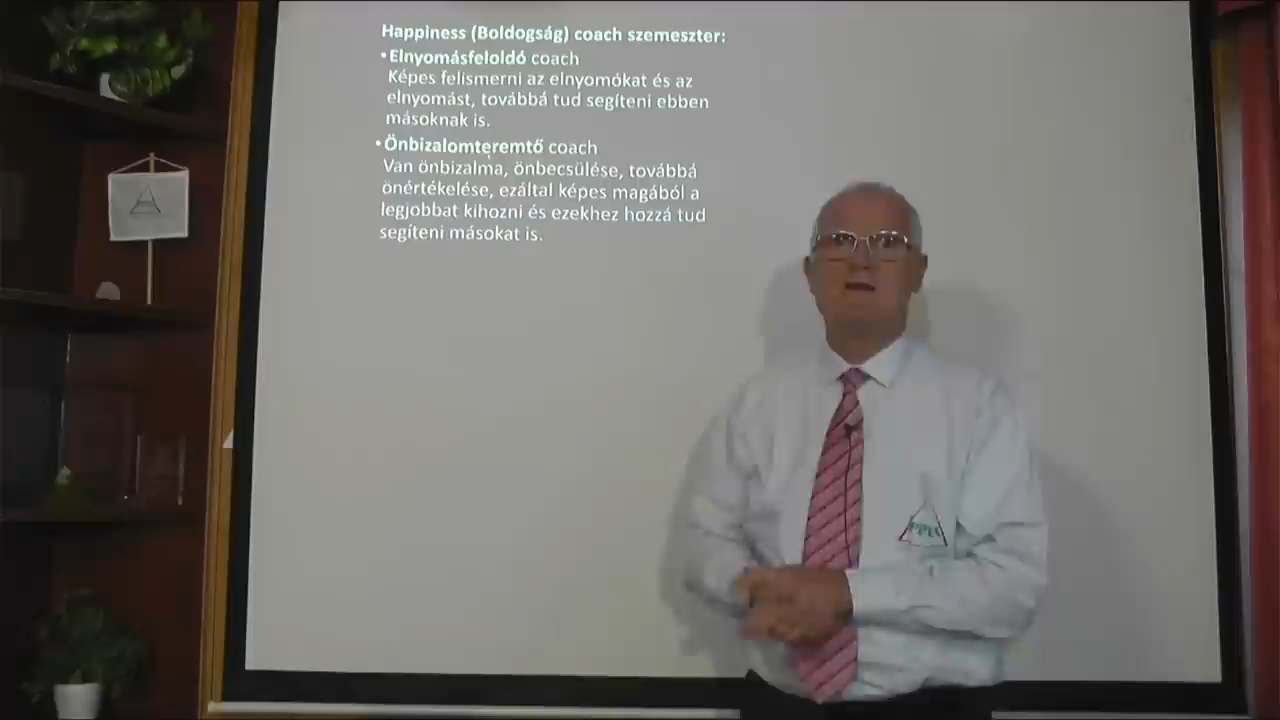 Happiness (Boldogság) coach szemeszter:
•Elnyomásfeloldó coach
Képes felismerni az elnyomókat és az
elnyomást, továbbá tud segíteni ebben
másoknak is.
•Önbizalomteremtő coach
Van önbizalma, önbecsülése, továbbá
önértékelése, ezáltal képes magából a
legjobbat kihozni és ezekhez hozzá tud
segíteni másokat is.